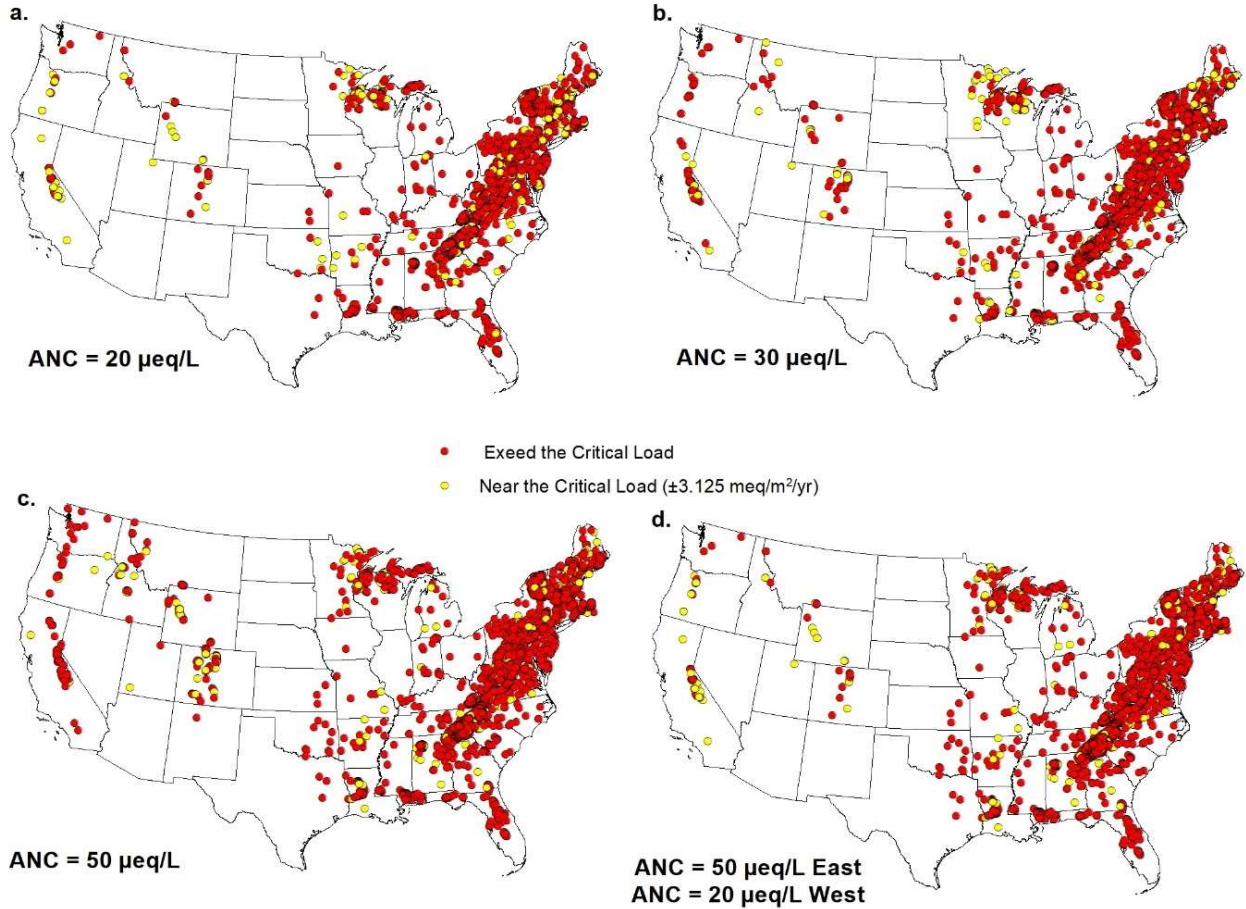 a.
b.
ANC = 20 µeq/L
ANC = 30 µeq/L
Exeed the Critical Load
Near the Critical Load (±3.125 meq/m²/yr)
c.
d.
ANC = 50 µeq/L
ANC = 50 µeq/L East
ANC = 20 µeq/L West